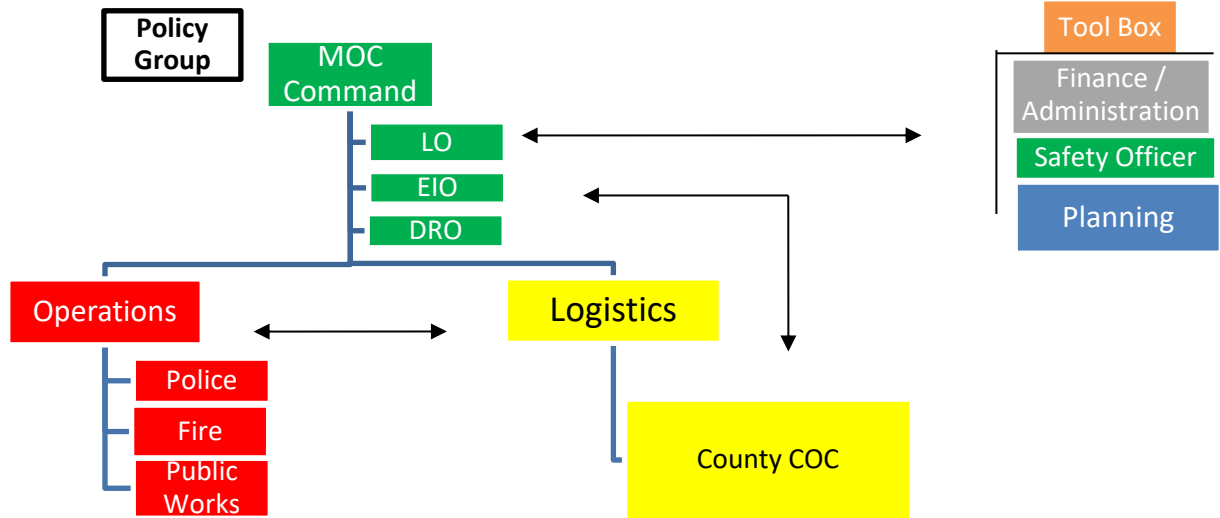 Policy
Group
MOC
Command
LO
EIO
DRO
Tool Box
Finance /
Administration
Safety Officer
Planning
Operations
Logistics
Police
Fire
Public
Works
County COC